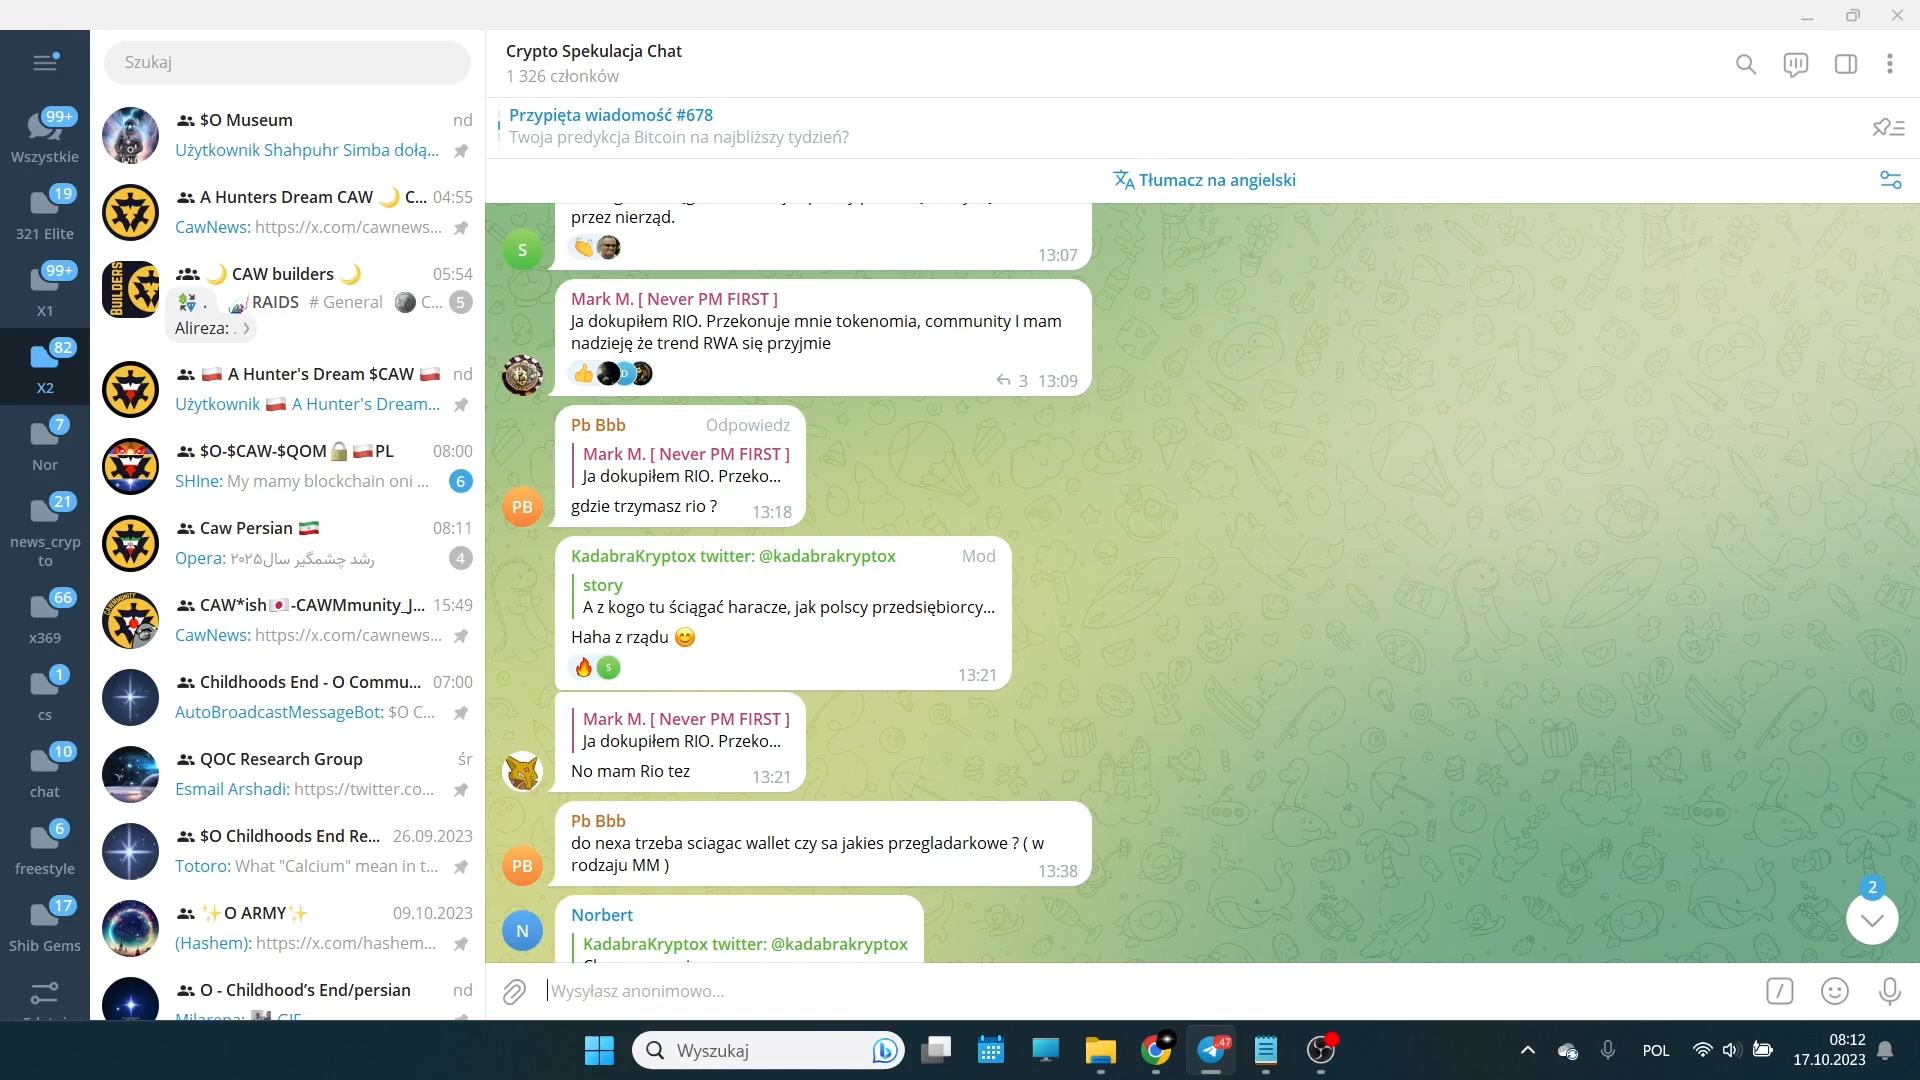 Szukaj
99+
Wszystkie
19
321 Elite
99+
X1
82
X2
7
Nor
21
news_cryp
to
66
x369
1
cs
10
chat
6
freestyle
17
Shib Gems
$O Museum
nd
Użytkownik Shahpuhr Simba dołą...
A Hunters Dream CAW 🌙 C...
04:55
CawNews: https://x.com/cawnews...
BUILDERS
🌙 CAW builders 🌙
05:54
. RAIDS # General C... 5
Alireza: . >
🇵🇱 A Hunter's Dream $CAW 🇵🇱
nd
Użytkownik 🇵🇱 A Hunter's Dream...
$O-$CAW-$QOM🔒🇵🇱PL
08:00
SHIne: My mamy blockchain oni ...
6
Caw Persian 🇮🇷
08:11
Opera: رشد چشمگیر سال۲۰۲۵
4
CAW*ish🇯🇵-CAWMmunity_J...
15:49
CawNews: https://x.com/cawnews...
Childhoods End - O Commu...
07:00
AutoBroadcastMessageBot: $O C...
QOC Research Group
śr
Esmail Arshadi: https://twitter.co...
$O Childhoods End Re...
26.09.2023
Totoro: What "Calcium" mean in t...
✨O ARMY✨
09.10.2023
(Hashem): https://x.com/hashem...
O - Childhood's End/persian
nd
Milarepa: GIF
Crypto Spekulacja Chat
1 326 członków
Przypięta wiadomość #678
Twoja predykcja Bitcoin na najbliższy tydzień?
Tłumacz na angielski
przez nierząd.
S
13:07
Mark M. [ Never PM FIRST ]
Ja dokupiłem RIO. Przekonuje mnie tokenomia, community I mam
nadzieję że trend RWA się przyjmie
D
3 13:09
Pb Bbb
Odpowiedz
Mark M. [ Never PM FIRST ]
Ja dokupiłem RIO. Przeko...
gdzie trzymasz rio ?
13:18
PB
KadabraKryptox twitter: @kadabrakryptox
Mod
story
A z kogo tu ściągać haracze, jak polscy przedsiębiorcy...
Haha z rządu 😊
S
13:21
Mark M. [ Never PM FIRST ]
Ja dokupiłem RIO. Przeko...
No mam Rio tez
13:21
Pb Bbb
do nexa trzeba sciagac wallet czy sa jakies przegladarkowe ? ( w
rodzaju MM )
13:38
PB
Norbert
N
KadabraKryptox twitter: @kadabrakryptox
2
Wysyłasz anonimowo...
Wyszukaj
47
POL
08:12
17.10.2023